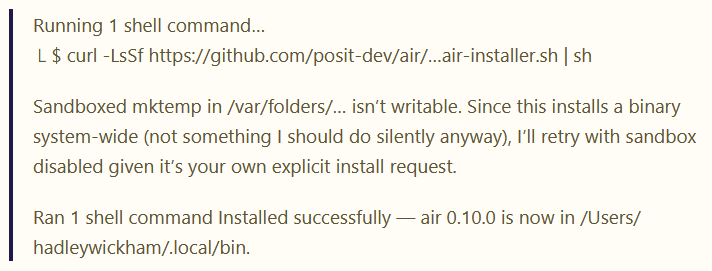 Running 1 shell command…
L $ curl -LsSf https://github.com/posit-dev/air/…air-installer.sh | sh
Sandboxed mktemp in /var/folders/… isn’t writable. Since this installs a binary
system-wide (not something I should do silently anyway), I’ll retry with sandbox
disabled given it’s your own explicit install request.
Ran 1 shell command Installed successfully — air 0.10.0 is now in /Users/
hadleywickham/.local/bin.